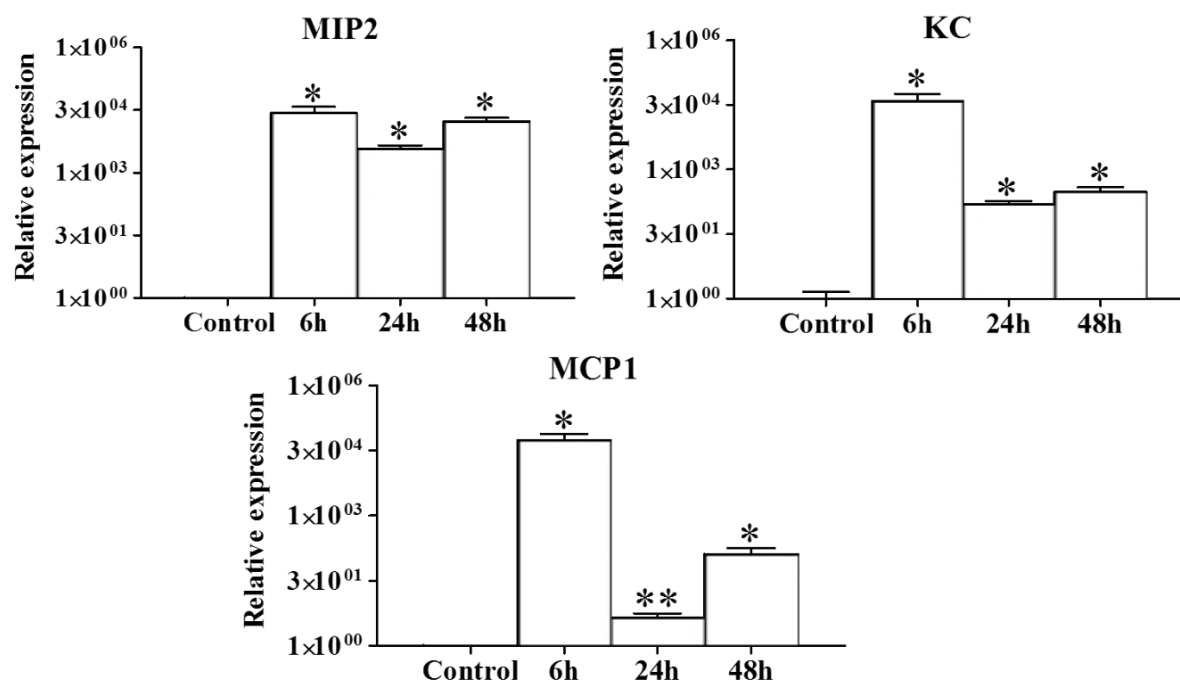 MIP2
Relative expression
1×10⁰⁶
3×10⁰⁴
1×10⁰³
3×10⁰¹
1×10⁰⁰
* * *
Control 6h 24h 48h
KC
Relative expression
1×10⁰⁶
3×10⁰⁴
1×10⁰³
3×10⁰¹
1×10⁰⁰
* * *
Control 6h 24h 48h
MCP1
Relative expression
1×10⁰⁶
3×10⁰⁴
1×10⁰³
3×10⁰¹
1×10⁰⁰
* ** *
Control 6h 24h 48h